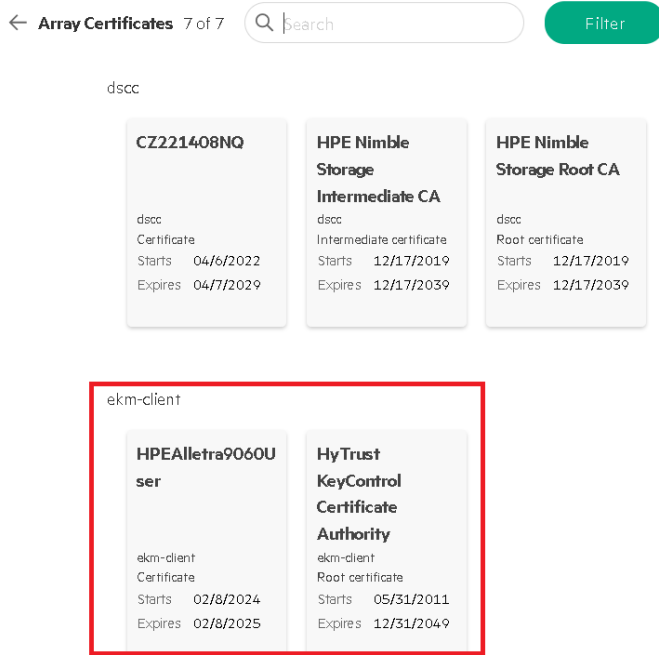 Array Certificates 7 of 7
Search
Filter
dscc
CZ221408NQ
dscc
Certificate
Starts 04/6/2022
Expires 04/7/2029
HPE Nimble
Storage
Intermediate CA
dscc
Intermediate certificate
Starts 12/17/2019
Expires 12/17/2039
HPE Nimble
Storage Root CA
dscc
Root certificate
Starts 12/17/2019
Expires 12/17/2039
ekm-client
HPEAlletra9060U
ser
ekm-client
Certificate
Starts 02/8/2024
Expires 02/8/2025
HyTrust
KeyControl
Certificate
Authority
ekm-client
Root certificate
Starts 05/31/2011
Expires 12/31/2049